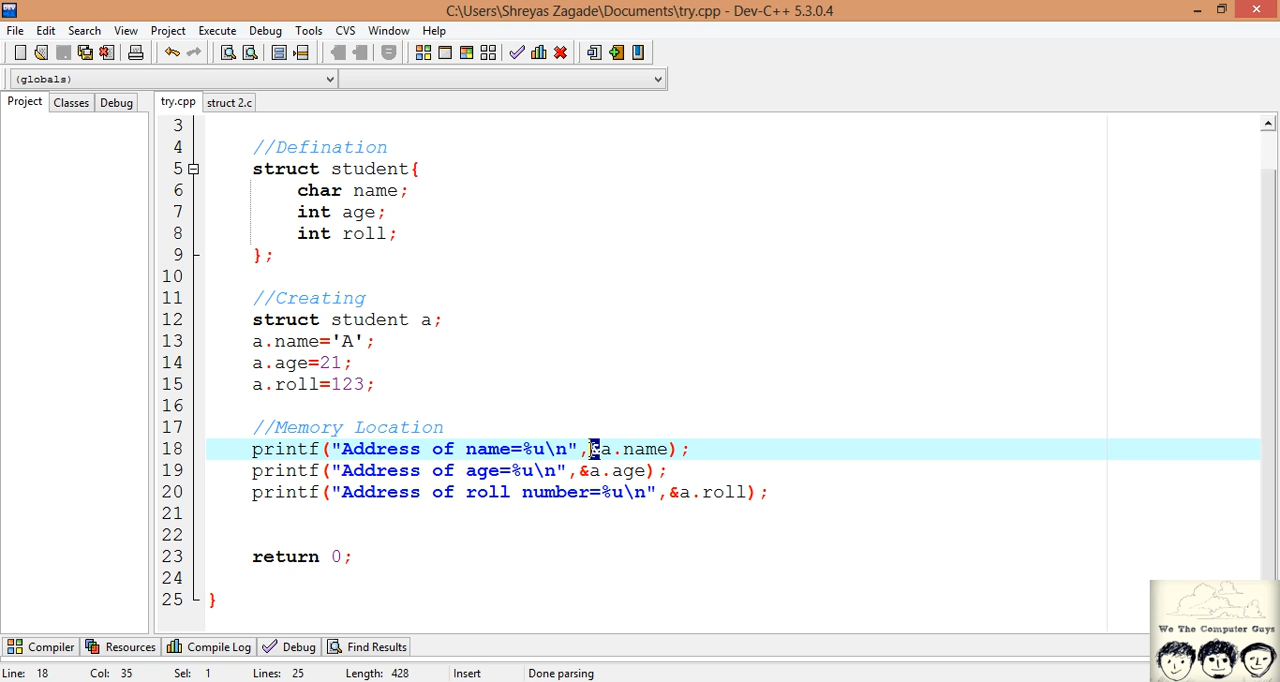 C:\Users\Shreyas Zagade\Documents\try.cpp - Dev-C++ 5.3.0.4
File Edit Search View Project Execute Debug Tools CVS Window Help
(globals)
Project Classes Debug try.cpp struct 2.c
3
4 //Defination
5 struct student{
6 char name;
7 int age;
8 int roll;
9 };
10
11 //Creating
12 struct student a;
13 a.name='A';
14 a.age=21;
15 a.roll=123;
16
17 //Memory Location
18 printf("Address of name=%u\n",&a.name);
19 printf("Address of age=%u\n",&a.age);
20 printf("Address of roll number=%u\n",&a.roll);
21
22
23 return 0;
24
25 }
We The Computer Guys
Compiler Resources Compile Log Debug Find Results
Line: 18 Col: 35 Sel: 1 Lines: 25 Length: 428 Insert Done parsing